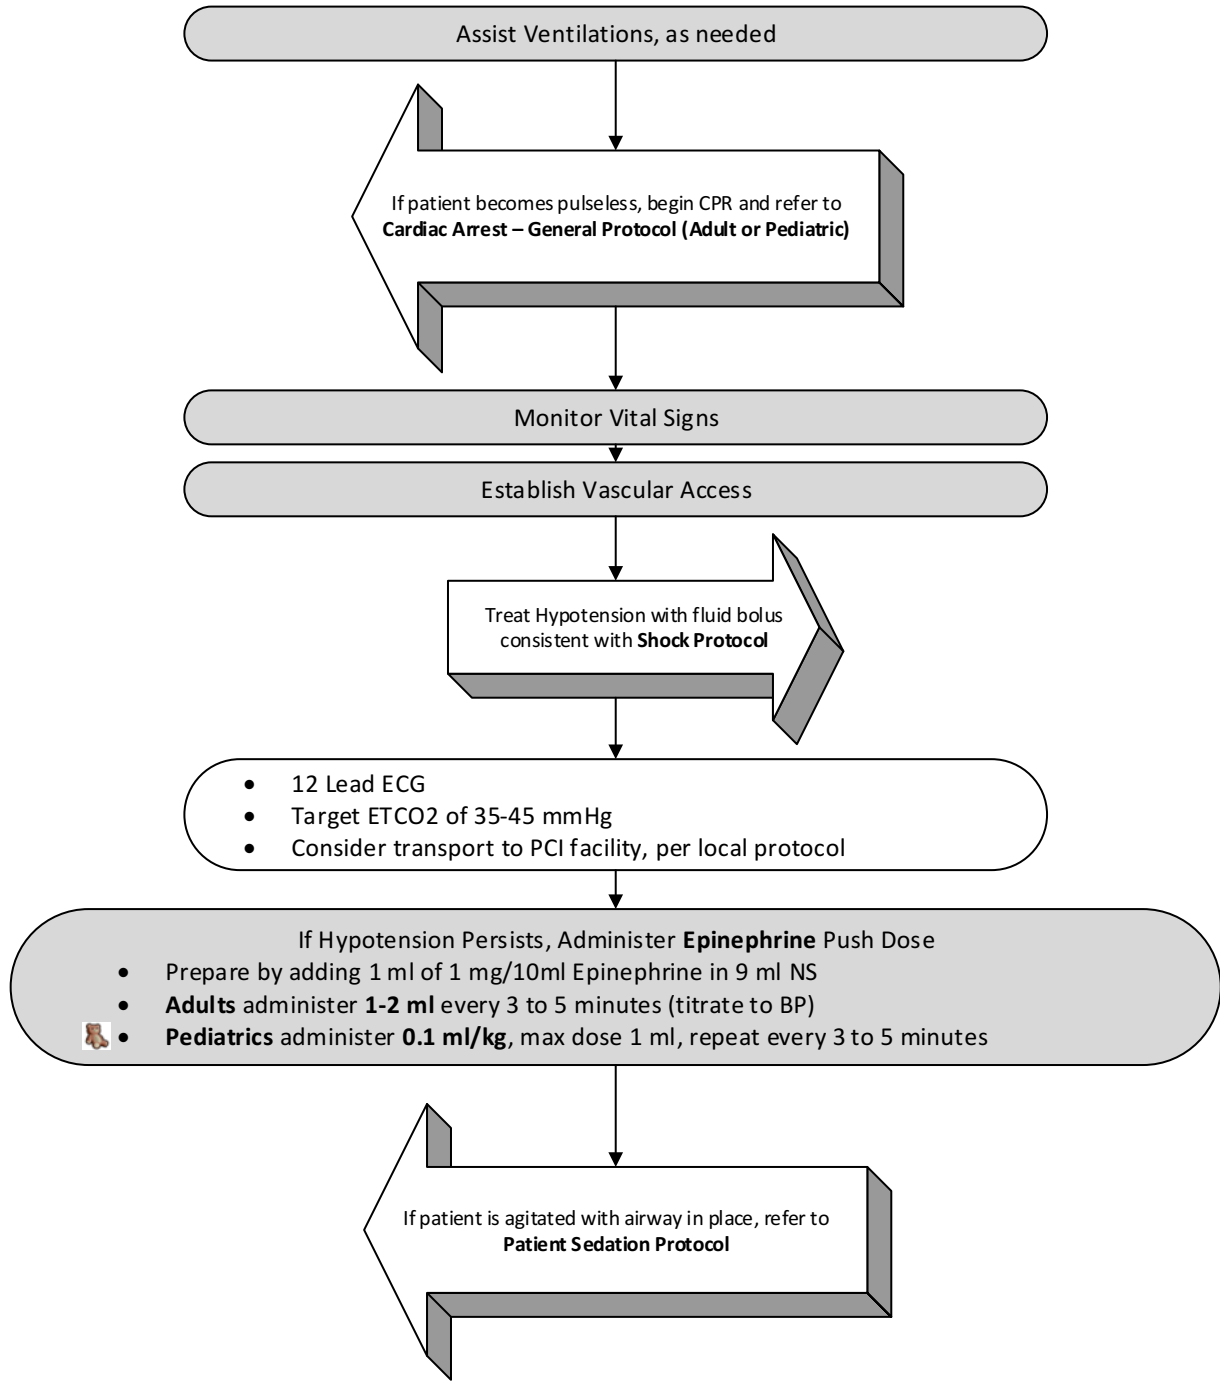 Assist Ventilations, as needed
If patient becomes pulseless, begin CPR and refer to
Cardiac Arrest – General Protocol (Adult or Pediatric)
Monitor Vital Signs
Establish Vascular Access
Treat Hypotension with fluid bolus
consistent with Shock Protocol
• 12 Lead ECG
• Target ETCO2 of 35-45 mmHg
• Consider transport to PCI facility, per local protocol
If Hypotension Persists, Administer Epinephrine Push Dose
• Prepare by adding 1 ml of 1 mg/10ml Epinephrine in 9 ml NS
• Adults administer 1-2 ml every 3 to 5 minutes (titrate to BP)
• Pediatrics administer 0.1 ml/kg, max dose 1 ml, repeat every 3 to 5 minutes
If patient is agitated with airway in place, refer to
Patient Sedation Protocol